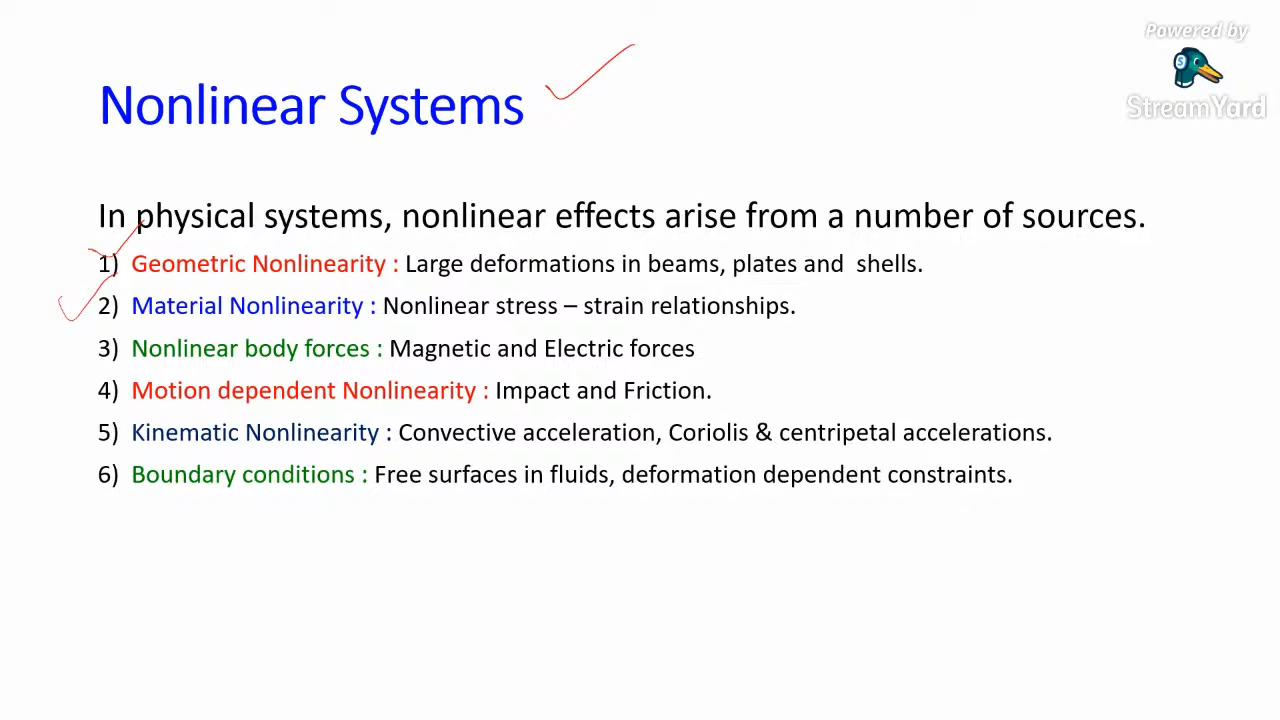 Powered by
StreamYard
Nonlinear Systems
In physical systems, nonlinear effects arise from a number of sources.
1) Geometric Nonlinearity : Large deformations in beams, plates and shells.
2) Material Nonlinearity : Nonlinear stress – strain relationships.
3) Nonlinear body forces : Magnetic and Electric forces
4) Motion dependent Nonlinearity : Impact and Friction.
5) Kinematic Nonlinearity : Convective acceleration, Coriolis & centripetal accelerations.
6) Boundary conditions : Free surfaces in fluids, deformation dependent constraints.